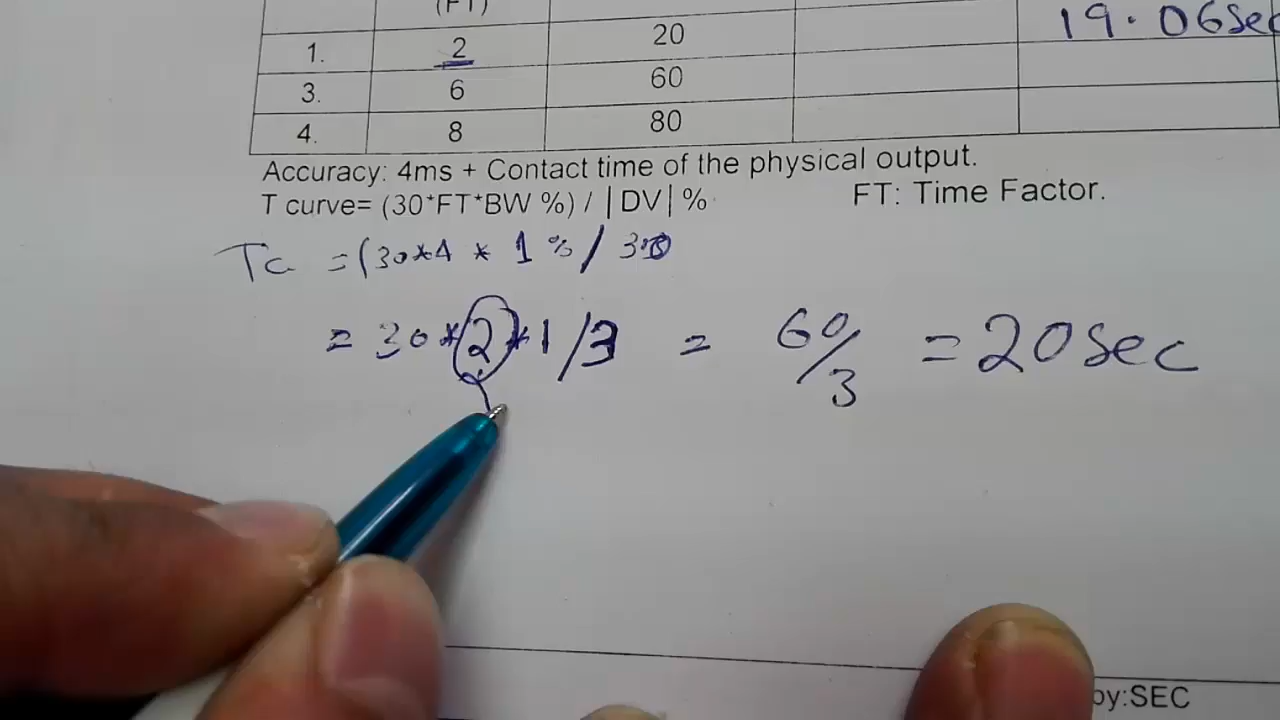 (FT)
19.06sec
1. 2 20
3. 6 60
4. 8 80
Accuracy: 4ms + Contact time of the physical output.
T curve= (30*FT*BW %) / |DV| % FT: Time Factor.
Tc = (30*4 * 1 % /
= 30*2*1/3 = 60/3 = 20sec
by:SEC